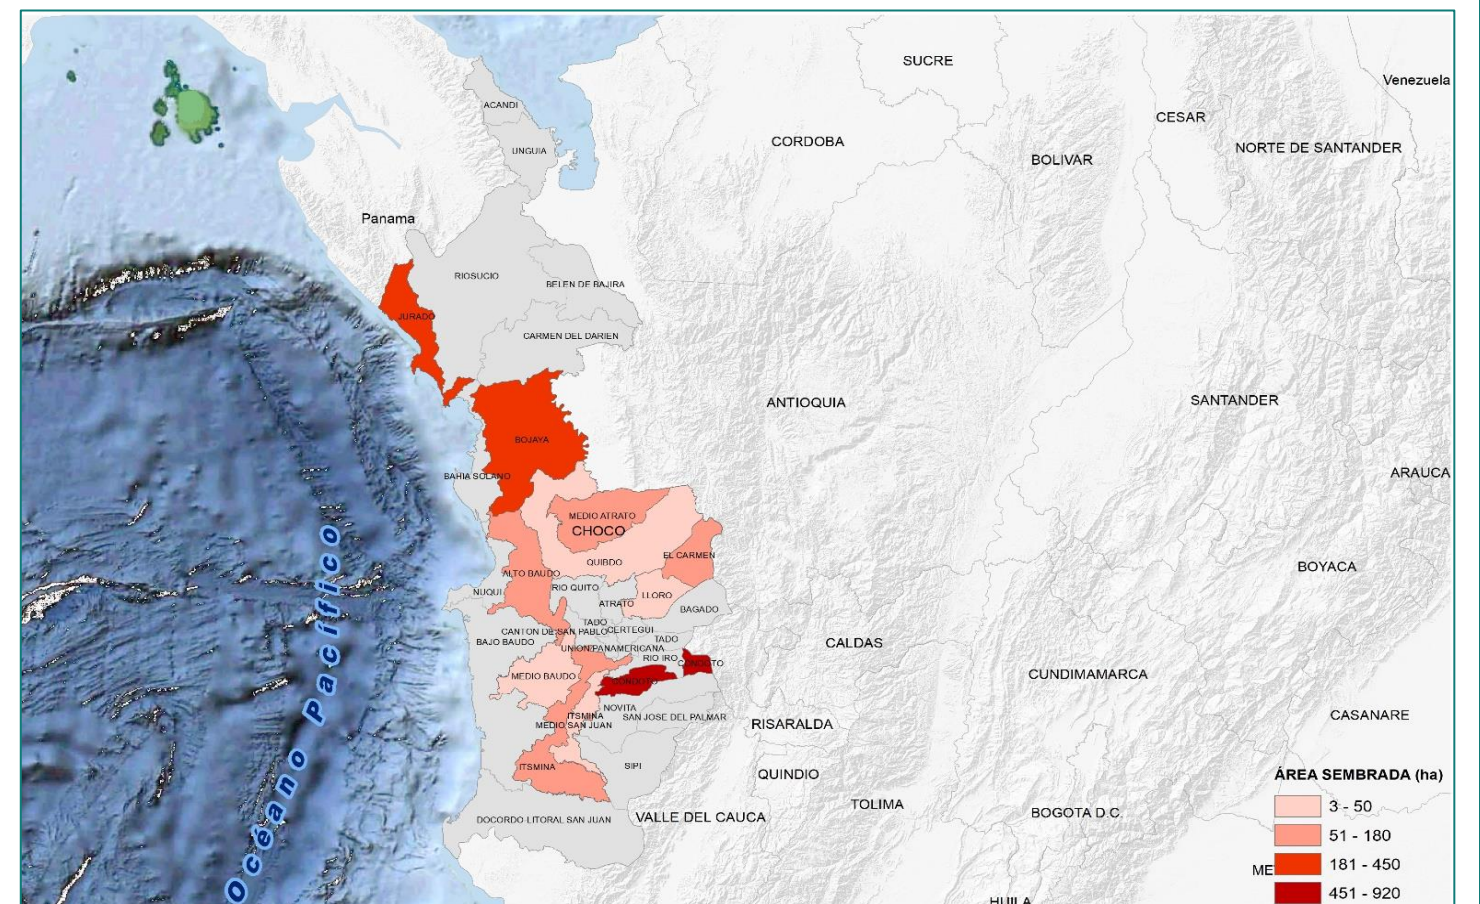 SUCRE
Venezuela
ACANDI
CESAR
CORDOBA
NORTE DE SANTANDER
UNGUIA
BOLIVAR
Panama
RIOSUCIO
BELEN DE BAJIRA
JURADO
CARMEN DEL DARIEN
ANTIOQUIA
SANTANDER
BOJAYA
BAHIA SOLANO
ARAUCA
MEDIO ATRATO
CHOCO
EL CARMEN
QUIBDO
BOYACA
ALTO BAUDO
NUQUI
RIO QUITO
LLORO
ATRATO
BAGADO
TADO
CANTON DE SAN PABLO
CERTEGUI
BAJO BAUDO
TADO
CALDAS
UNION PANAMERICANA
RIO IRO
CONDOTO
MEDIO BAUDO
CONDOTO
CUNDIMAMARCA
NOVITA
ITSMINA
SAN JOSE DEL PALMAR
MEDIO SAN JUAN
RISARALDA
CASANARE
ITSMINA
SIPI
QUINDIO
TOLIMA
DOCORDO LITORAL SAN JUAN
VALLE DEL CAUCA
BOGOTA D.C.
Océano Pacífico
HUILA
ÁREA SEMBRADA (ha)
3 - 50
51 - 180
ME
181 - 450
451 - 920